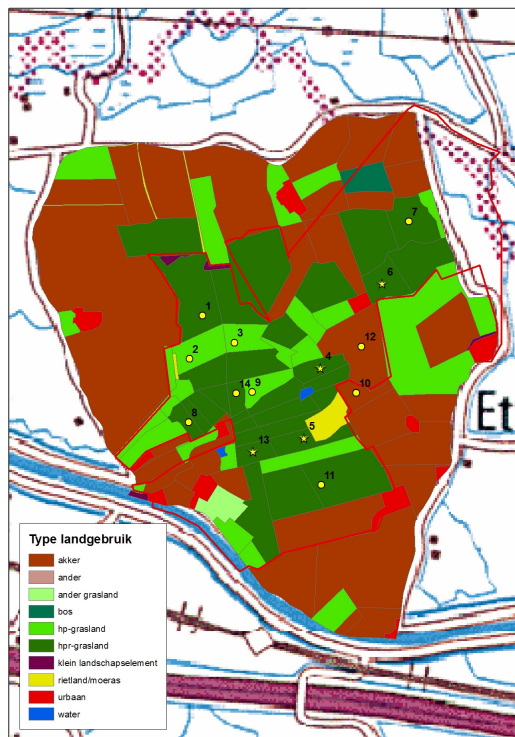 7
6
1
3
12
2
4
14 9
10
8
5
13
11
Et
Type landgebruik
akker
ander
ander grasland
bos
hp-grasland
hpr-grasland
klein landschapselement
rietland/moeras
urbaan
water